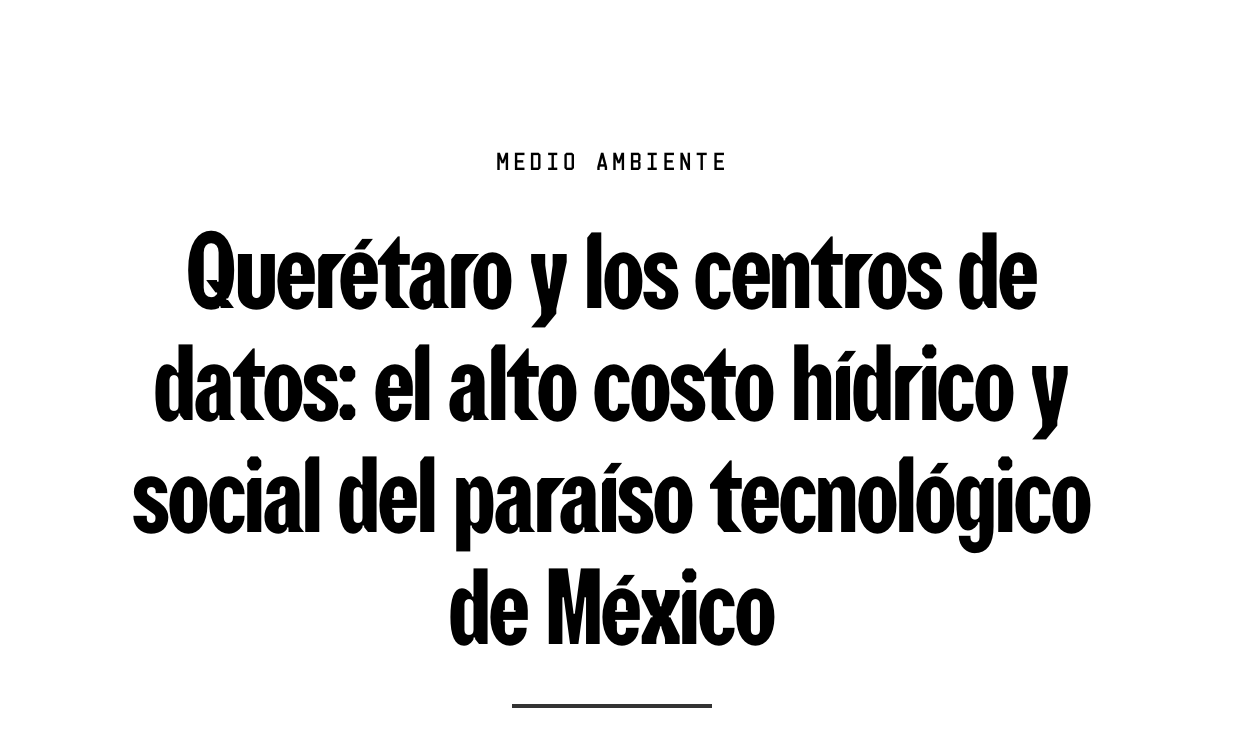 MEDIO AMBIENTE
Querétaro y los centros de
datos: el alto costo hídrico y
social del paraíso tecnológico
de México